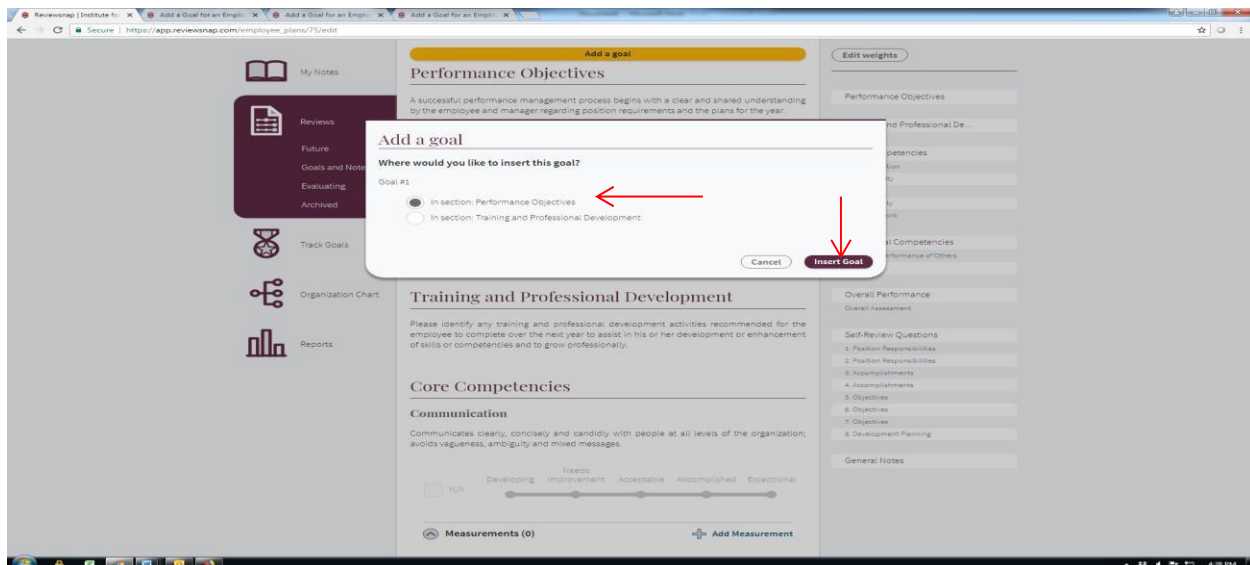 Reviewsnap | Institute for
Add a Goal for an Emplo
Add a Goal for an Emplo
Add a Goal for an Emplo
Secure | https://app.reviewsnap.com/employee_plans/75/edit
My Notes
Reviews
Future
Goals and Note
Evaluating
Archived
Track Goals
Organization Chart
Reports
Add a goal
Performance Objectives
A successful performance management process begins with a clear and shared understanding
by the employee and manager regarding position requirements and the plans for the year.
Add a goal
Where would you like to insert this goal?
Goal #1
In section: Performance Objectives
In section: Training and Professional Development
Cancel
Insert Goal
Training and Professional Development
Please identify any training and professional development activities recommended for the
employee to complete over the next year to assist in his or her development or enhancement
of skills or competencies and to grow professionally.
Core Competencies
Communication
Communicates clearly, concisely and candidly with people at all levels of the organization;
avoids vagueness, ambiguity and mixed messages.
N/A
Developing
Needs
Improvement
Acceptable
Accomplished
Exceptional
Measurements (0)
Add Measurement
Edit weights
Performance Objectives
nd Professional De...
petencies
tion
ity
ty
ork
al Competencies
erformance of Others
Overall Performance
Overall Assessment
Self-Review Questions
1. Position Responsibilities
2. Position Responsibilities
3. Accomplishments
4. Accomplishments
5. Objectives
6. Objectives
7. Objectives
8. Development Planning
General Notes
4:26 PM